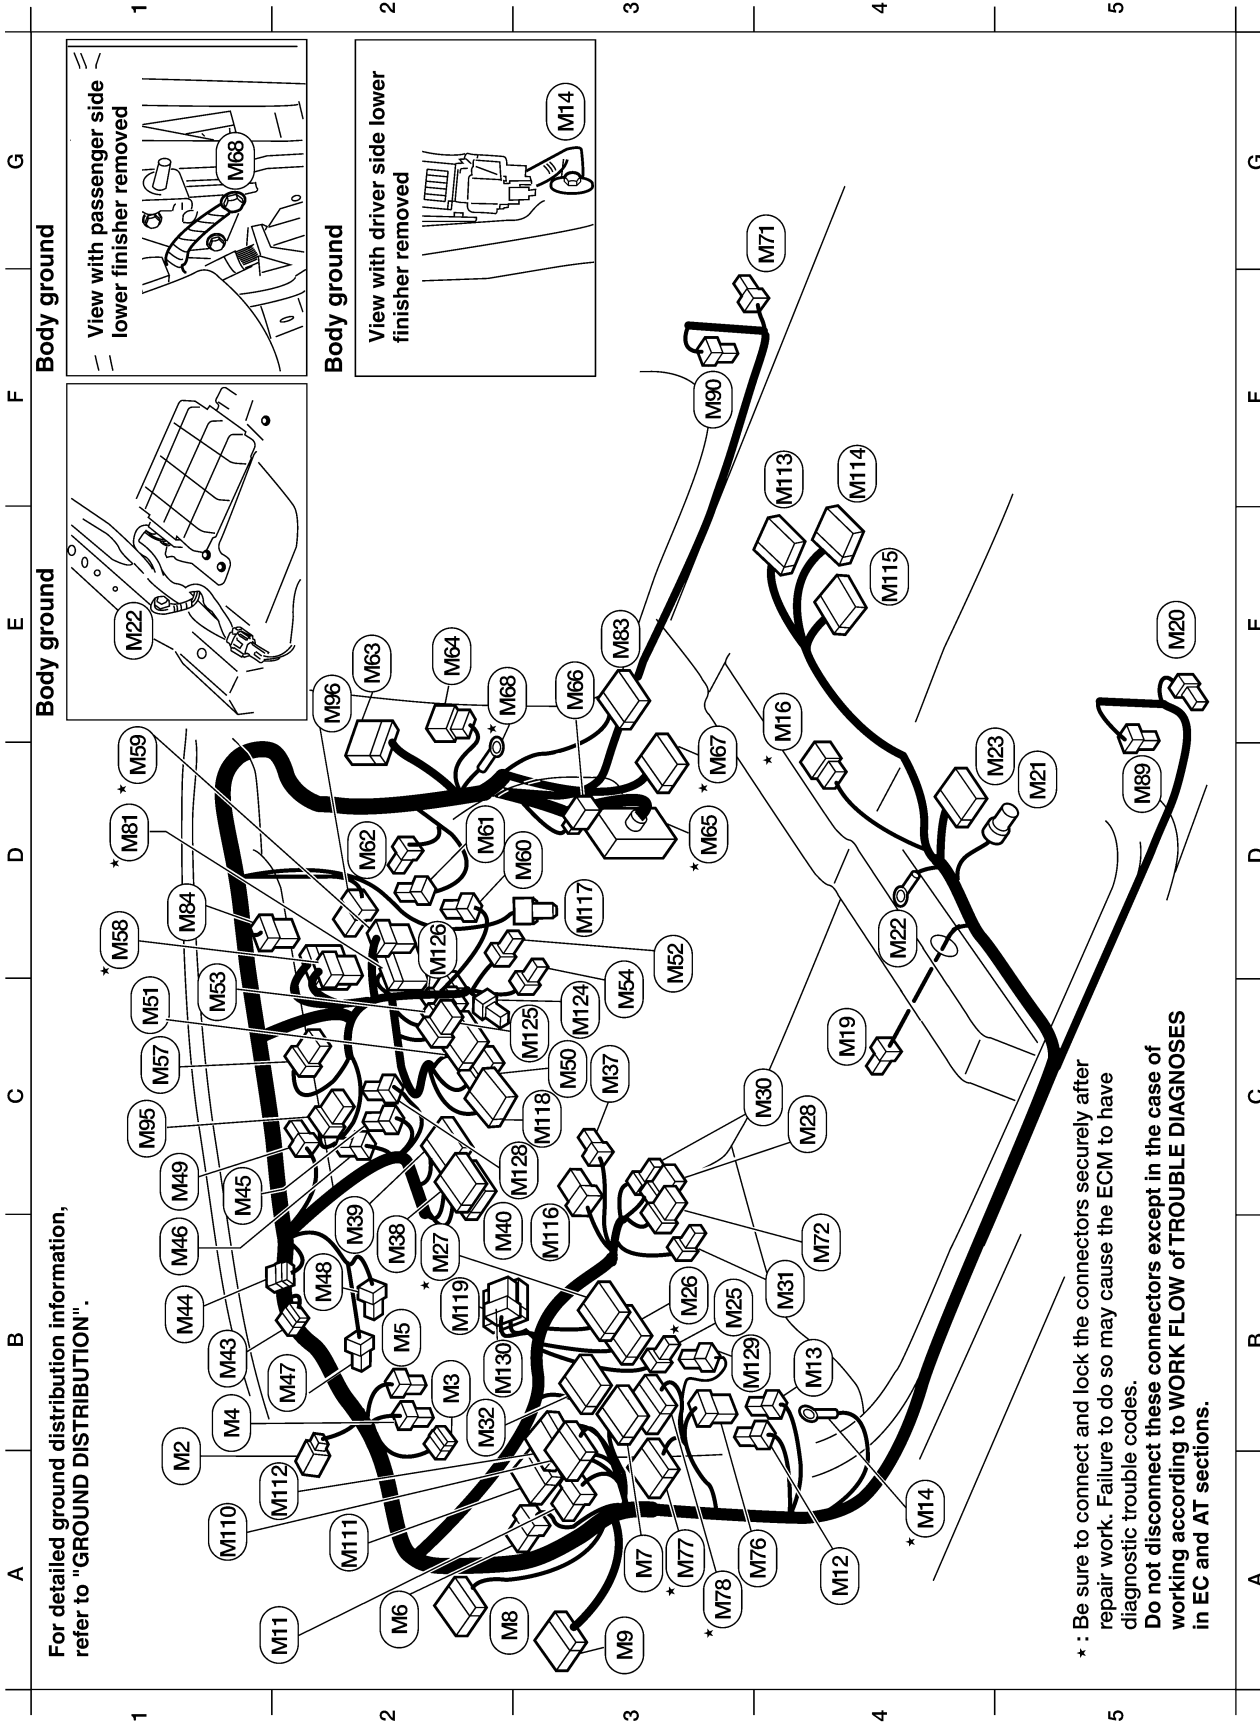 For detailed ground distribution information,
refer to "GROUND DISTRIBUTION".
Body ground
M22
Body ground
View with passenger side
lower finisher removed
M68
Body ground
View with driver side lower
finisher removed
M14
A
B
C
D
E
F
G
1
2
3
4
5
M11
M110
M2
M112
M4
M43
M47
M44
M46
M48
M49
M45
M95
M57
M51
M53
★ M58
M84
★ M81
★ M59
M96
M63
M64
M68 ★
M66
M83
M62
M61
M60
M117
M126
M52
M54
M124
M125
M50
M37
M118
M128
M39
M38
M40
M116
★ M27
M119
M130
M5
M3
M32
M111
M6
M8
M9
M7
★ M77
★ M78
M76
M12
★ M14
M13
M129
M25
★ M26
M31
M72
M28
M30
★ M65
★ M67
★ M16
M19
M22
M23
M21
M113
M114
M115
M90
M71
M89
M20
★ : Be sure to connect and lock the connectors securely after
repair work. Failure to do so may cause the ECM to have
diagnostic trouble codes.
Do not disconnect these connectors except in the case of
working according to WORK FLOW of TROUBLE DIAGNOSES
in EC and AT sections.
A
B
C
D
E
F
G
1
2
3
4
5